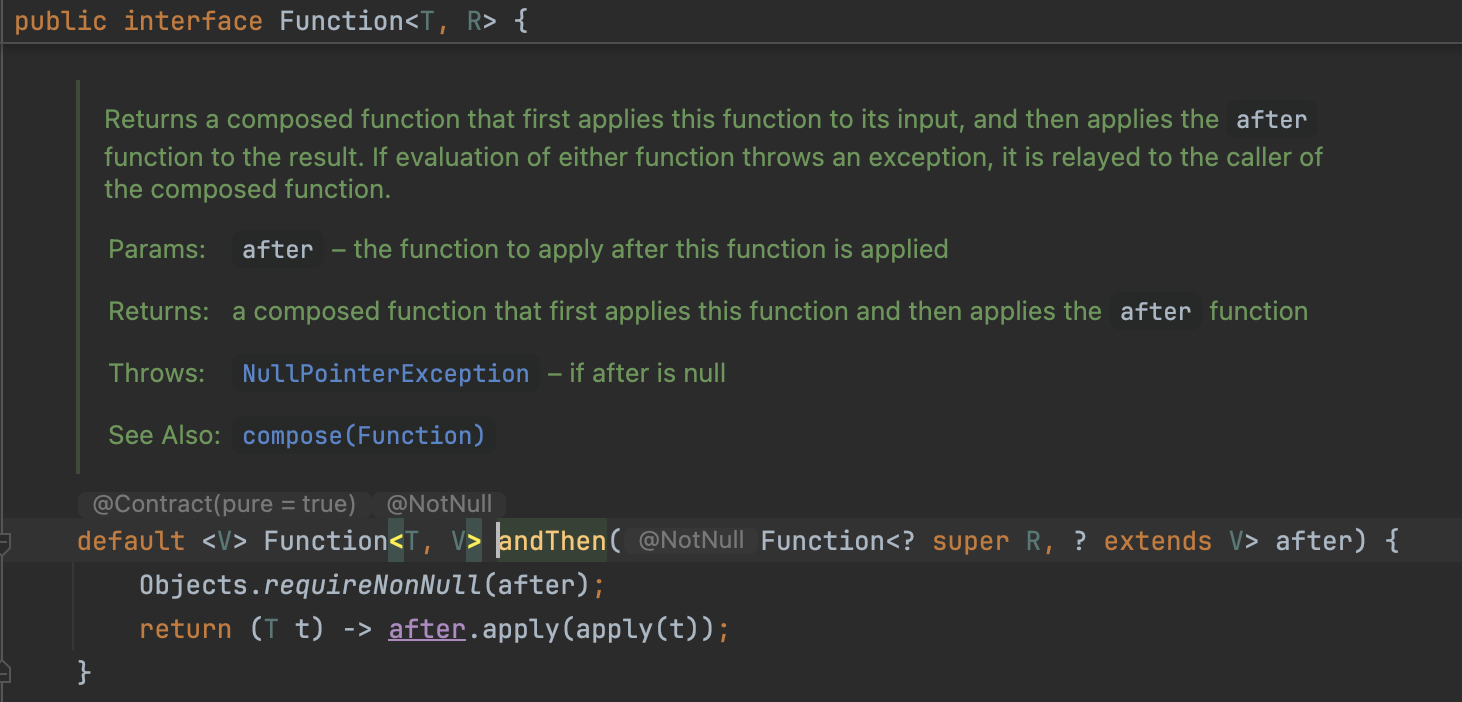 public interface Function<T, R> {
Returns a composed function that first applies this function to its input, and then applies the after
function to the result. If evaluation of either function throws an exception, it is relayed to the caller of
the composed function.
Params: after – the function to apply after this function is applied
Returns: a composed function that first applies this function and then applies the after function
Throws: NullPointerException – if after is null
See Also: compose(Function)
@Contract(pure = true) @NotNull
default <V> Function<T, V> andThen( @NotNull Function<? super R, ? extends V> after) {
Objects.requireNonNull(after);
return (T t) -> after.apply(apply(t));
}